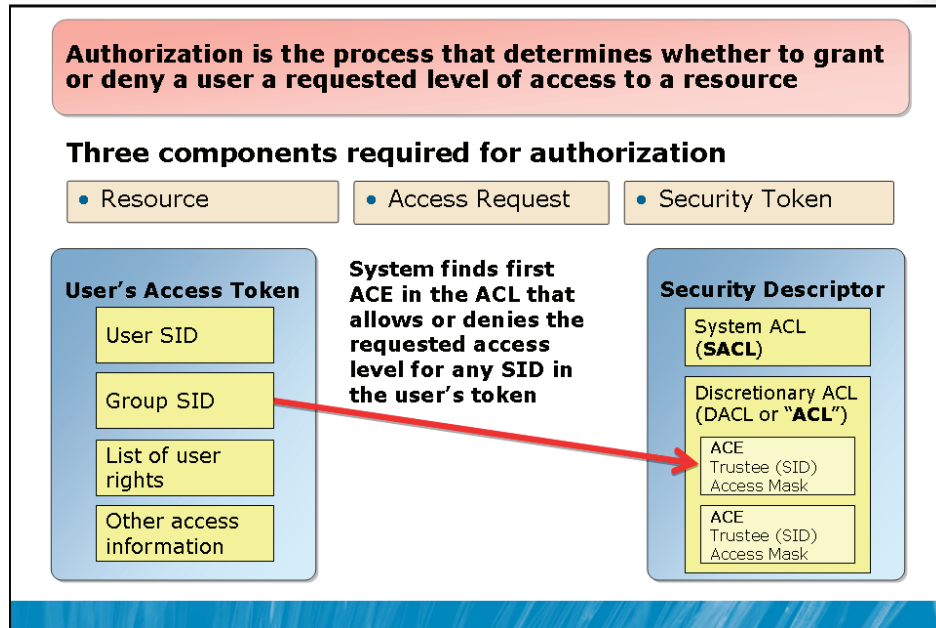 Authorization is the process that determines whether to grant
or deny a user a requested level of access to a resource
Three components required for authorization
• Resource
• Access Request
• Security Token
User’s Access Token
User SID
Group SID
List of user
rights
Other access
information
System finds first
ACE in the ACL that
allows or denies the
requested access
level for any SID in
the user’s token
Security Descriptor
System ACL
(SACL)
Discretionary ACL
(DACL or “ACL”)
ACE
Trustee (SID)
Access Mask
ACE
Trustee (SID)
Access Mask